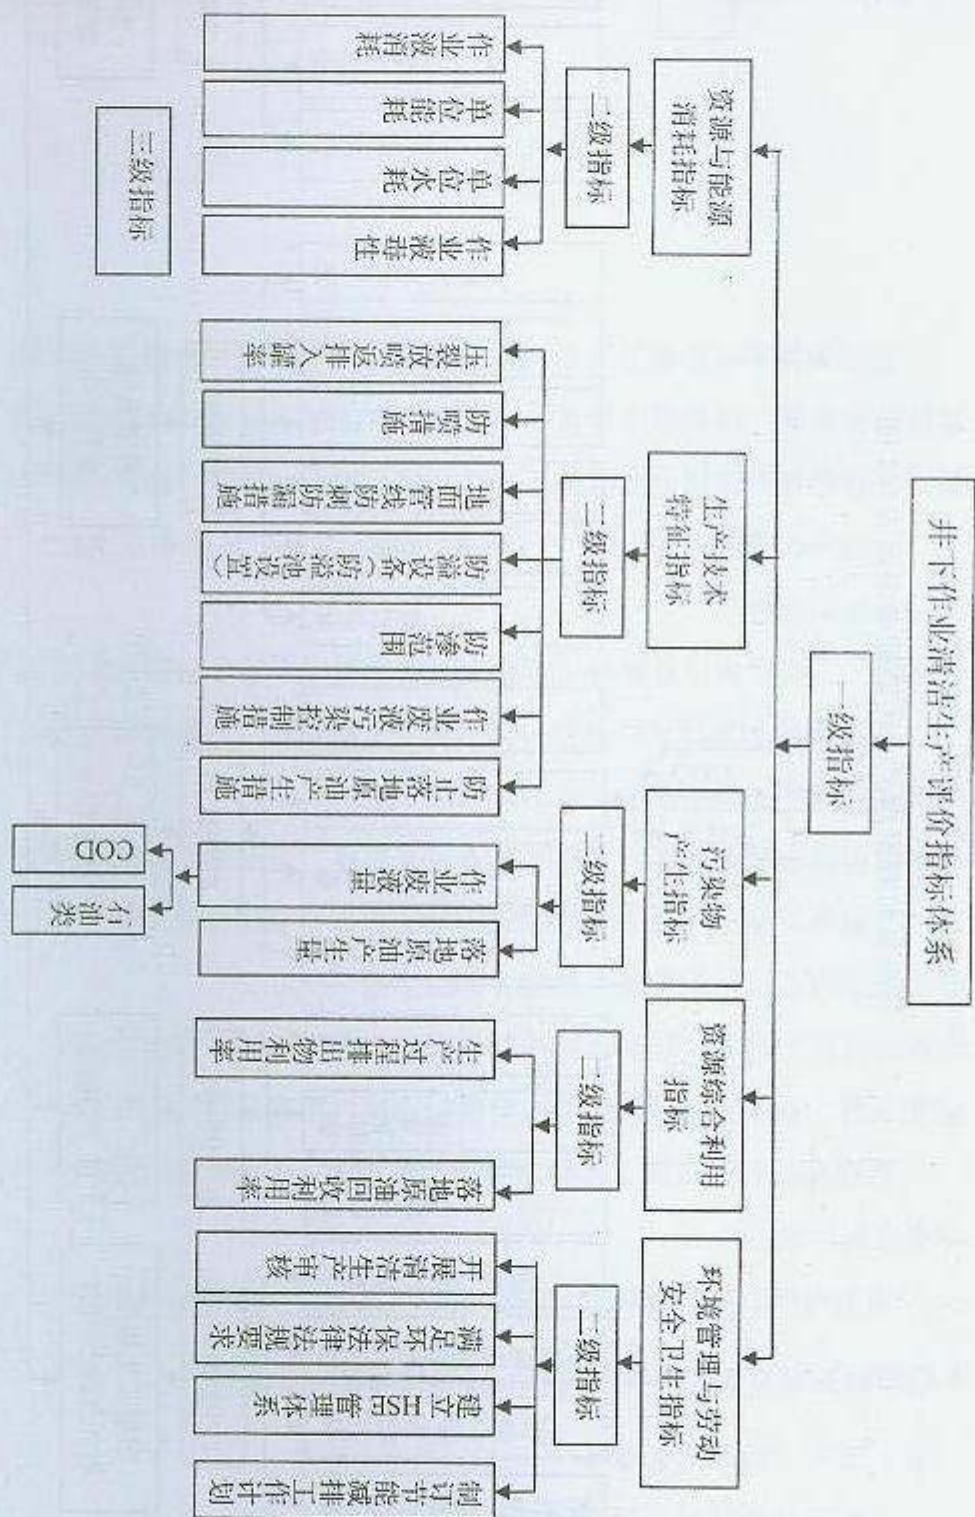 井下作业清洁生产评价指标体系
一级指标
资源与能源
消耗指标
生产技术
特征指标
污染物
产生指标
资源综合利用
指标
环境管理与劳动
安全卫生指标
二级指标
二级指标
二级指标
二级指标
二级指标
作业液消耗
单位能耗
单位水耗
作业液毒性
压裂放喷返排入罐率
防喷措施
地面管线防刺防漏措施
防溢设备(防溢池设置)
防渗范围
作业废液污染控制措施
防止落地原油产生措施
作业废液量
落地原油产生量
生产过程排出物利用率
落地原油回收利用率
开展清洁生产审核
满足环保法律法规要求
建立HSE管理体系
制订节能减排工作计划
三级指标
COD
石油类